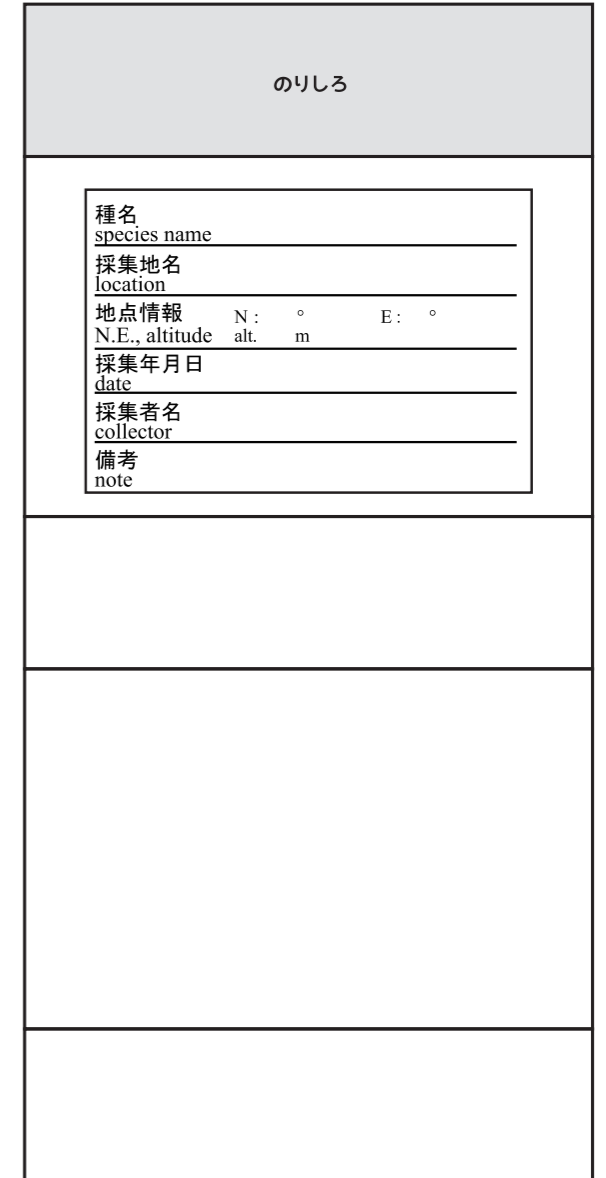 のりしろ
種名
species name
採集地名
location
地点情報 N : ° E : °
N.E., altitude alt. m
採集年月日
date
採集者名
collector
備考
note